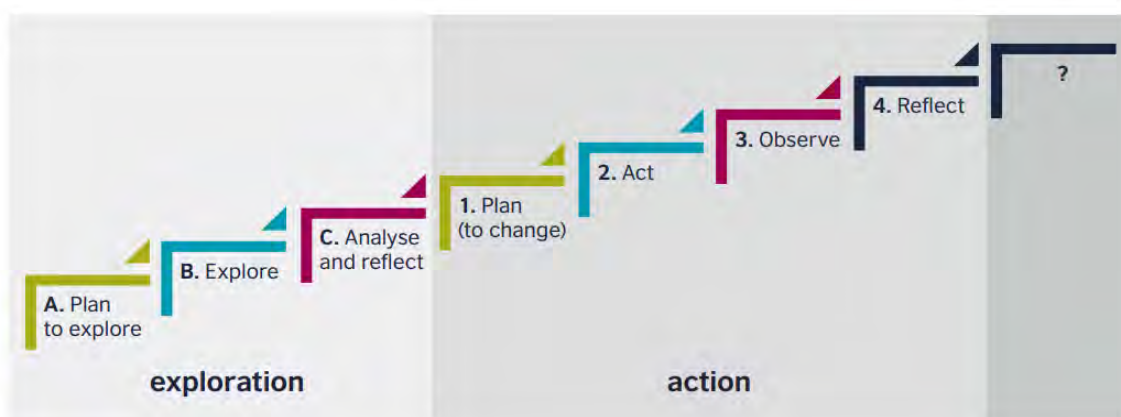 A. Plan
to explore
B. Explore
C. Analyse
and reflect
1. Plan
(to change)
2. Act
3. Observe
4. Reflect
?
exploration
action